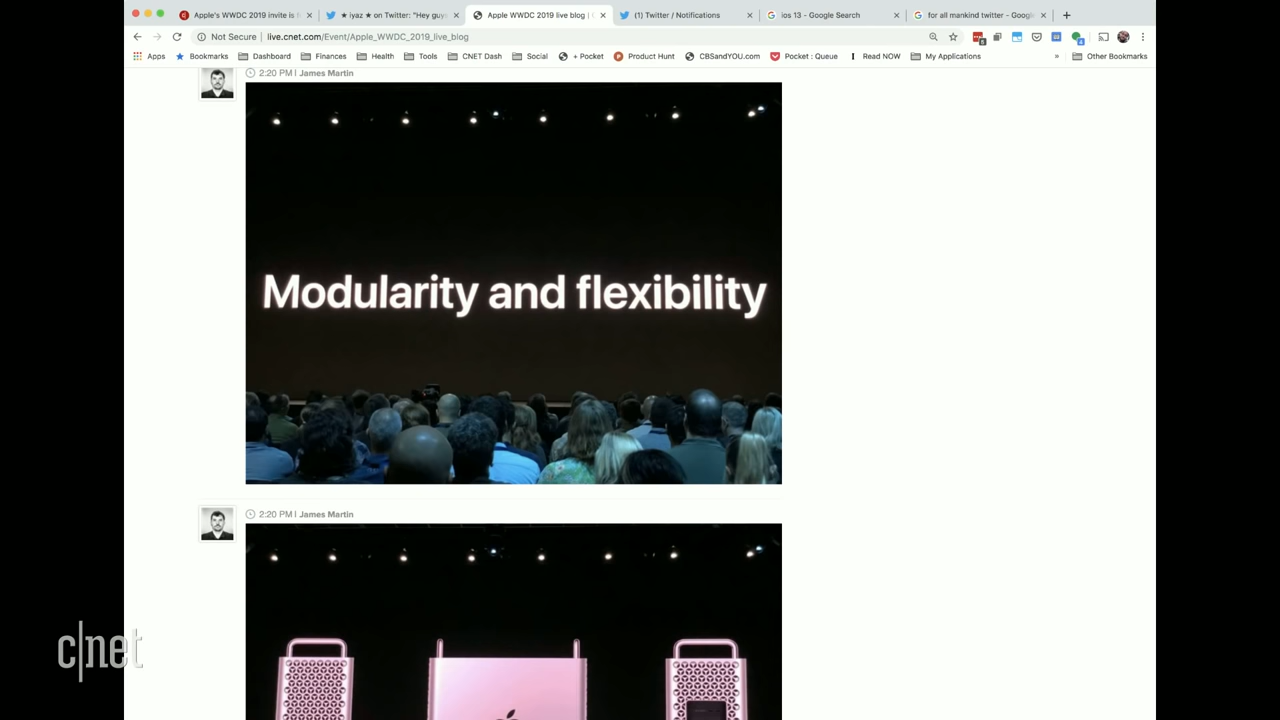 Apple's WWDC 2019 invite is
★ iyaz ★ on Twitter: "Hey guy
Apple WWDC 2019 live blog |
(1) Twitter / Notifications
ios 13 - Google Search
for all mankind twitter - Goog
Not Secure | live.cnet.com/Event/Apple_WWDC_2019_live_blog
Apps
Bookmarks
Dashboard
Finances
Health
Tools
CNET Dash
Social
+ Pocket
Product Hunt
CBSandYOU.com
Pocket : Queue
Read NOW
My Applications
»
Other Bookmarks
2:20 PM | James Martin
Modularity and flexibility
2:20 PM | James Martin
c|net